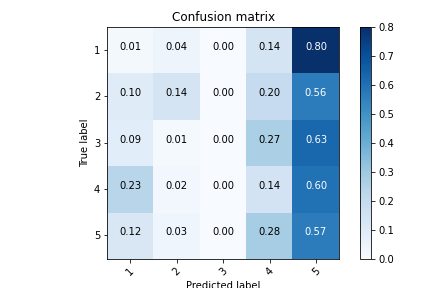 Confusion matrix
0.8
1 0.01 0.04 0.00 0.14 0.80
0.7
2 0.10 0.14 0.00 0.20 0.56
0.6
0.5
True label
3 0.09 0.01 0.00 0.27 0.63
0.4
0.3
4 0.23 0.02 0.00 0.14 0.60
0.2
5 0.12 0.03 0.00 0.28 0.57
0.1
0.0
1 2 3 4 5
Predicted label